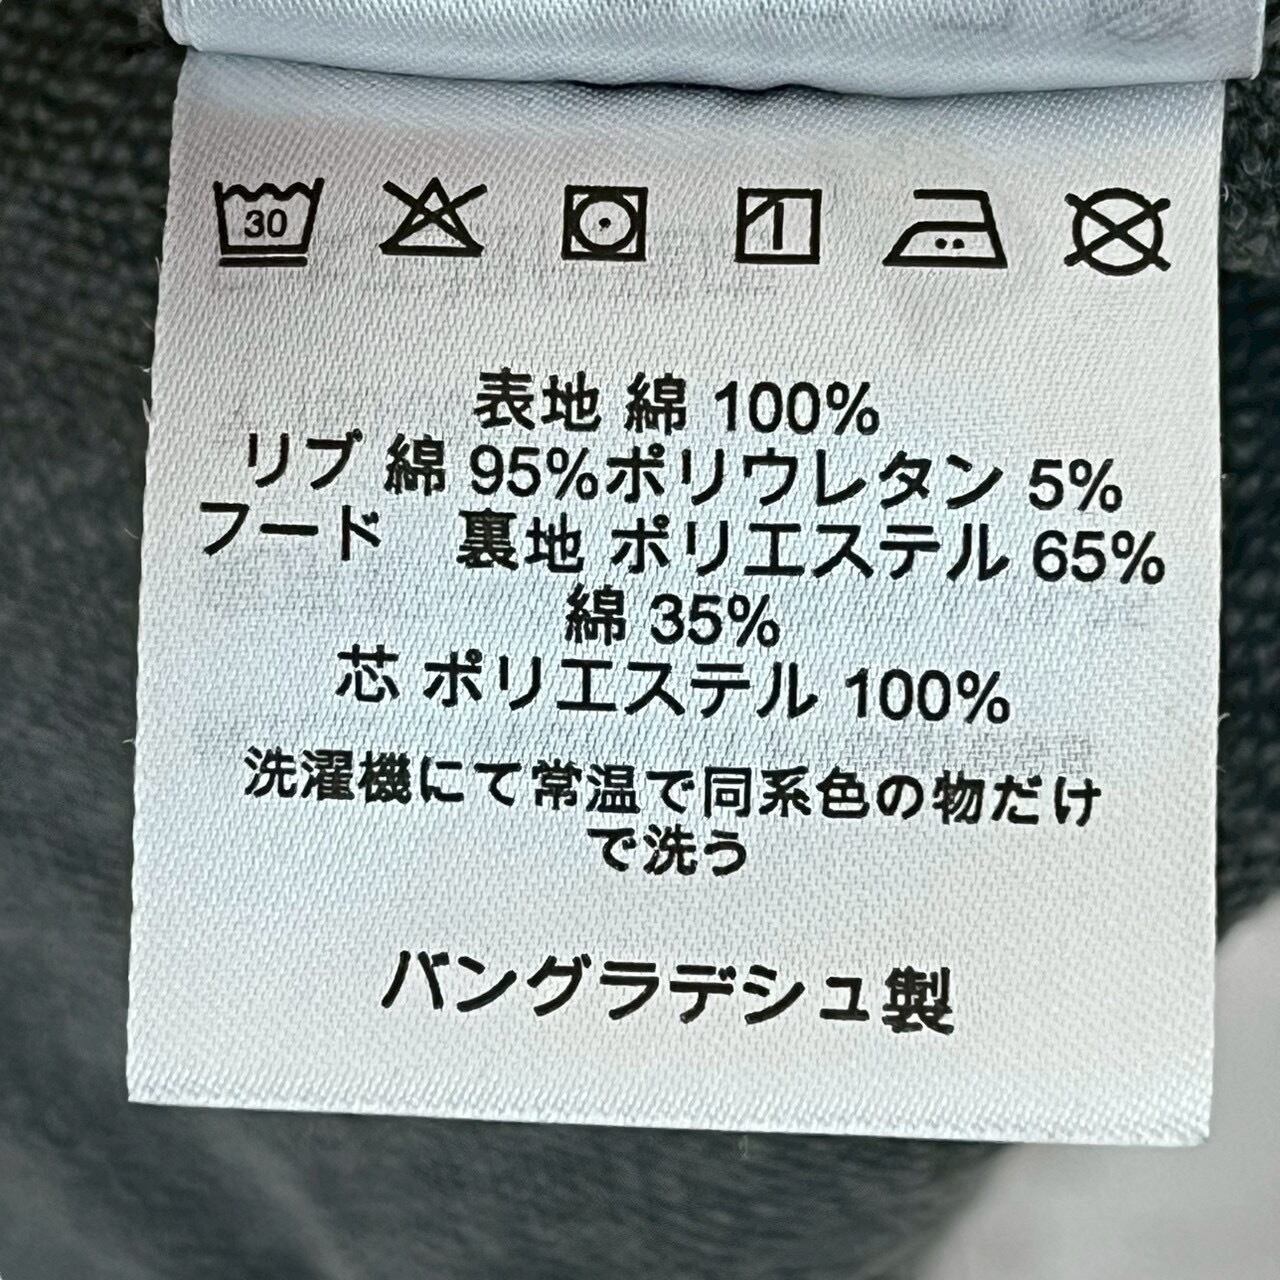 30
表地 綿 100%
リブ 綿 95%ポリウレタン 5%
フード　裏地 ポリエステル 65%
綿 35%
芯 ポリエステル 100%
洗濯機にて常温で同系色の物だけ
で洗う
バングラデシュ製